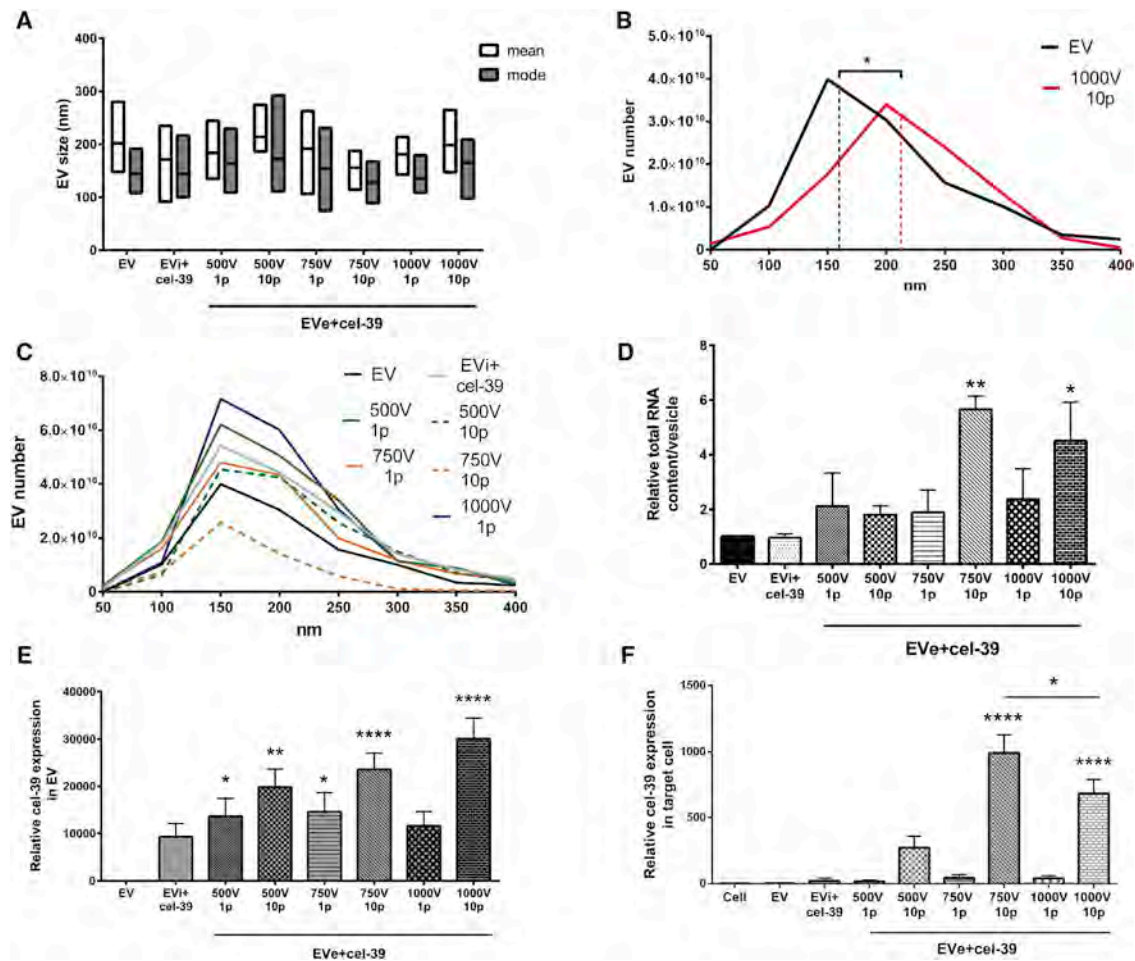 A
400
300
200
100
0
EV size (nm)
mean
mode
EV
EVi+
cel-39
500V
1p
500V
10p
750V
1p
750V
10p
1000V
1p
1000V
10p
EVe+cel-39
B
5.0×10¹⁰
4.0×10¹⁰
3.0×10¹⁰
2.0×10¹⁰
1.0×10¹⁰
0.0
EV number
*
EV
1000V
10p
50 100 150 200 250 300 350 400
nm
C
8.0×10¹⁰
6.0×10¹⁰
4.0×10¹⁰
2.0×10¹⁰
0.0
EV number
EV
500V
1p
750V
1p
EVi+
cel-39
500V
10p
750V
10p
1000V
1p
50 100 150 200 250 300 350 400
nm
D
8
6
4
2
0
Relative total RNA
content/vesicle
**
*
EV
EVi+
cel-39
500V
1p
500V
10p
750V
1p
750V
10p
1000V
1p
1000V
10p
EVe+cel-39
E
40000
30000
20000
10000
0
Relative cel-39 expression
in EV
*
**
*
****
****
EV
EVi+
cel-39
500V
1p
500V
10p
750V
1p
750V
10p
1000V
1p
1000V
10p
EVe+cel-39
F
1500
1000
500
0
Relative cel-39 expression
in target cell
*
****
****
Cell
EV
EVi+
cel-39
500V
1p
500V
10p
750V
1p
750V
10p
1000V
1p
1000V
10p
EVe+cel-39